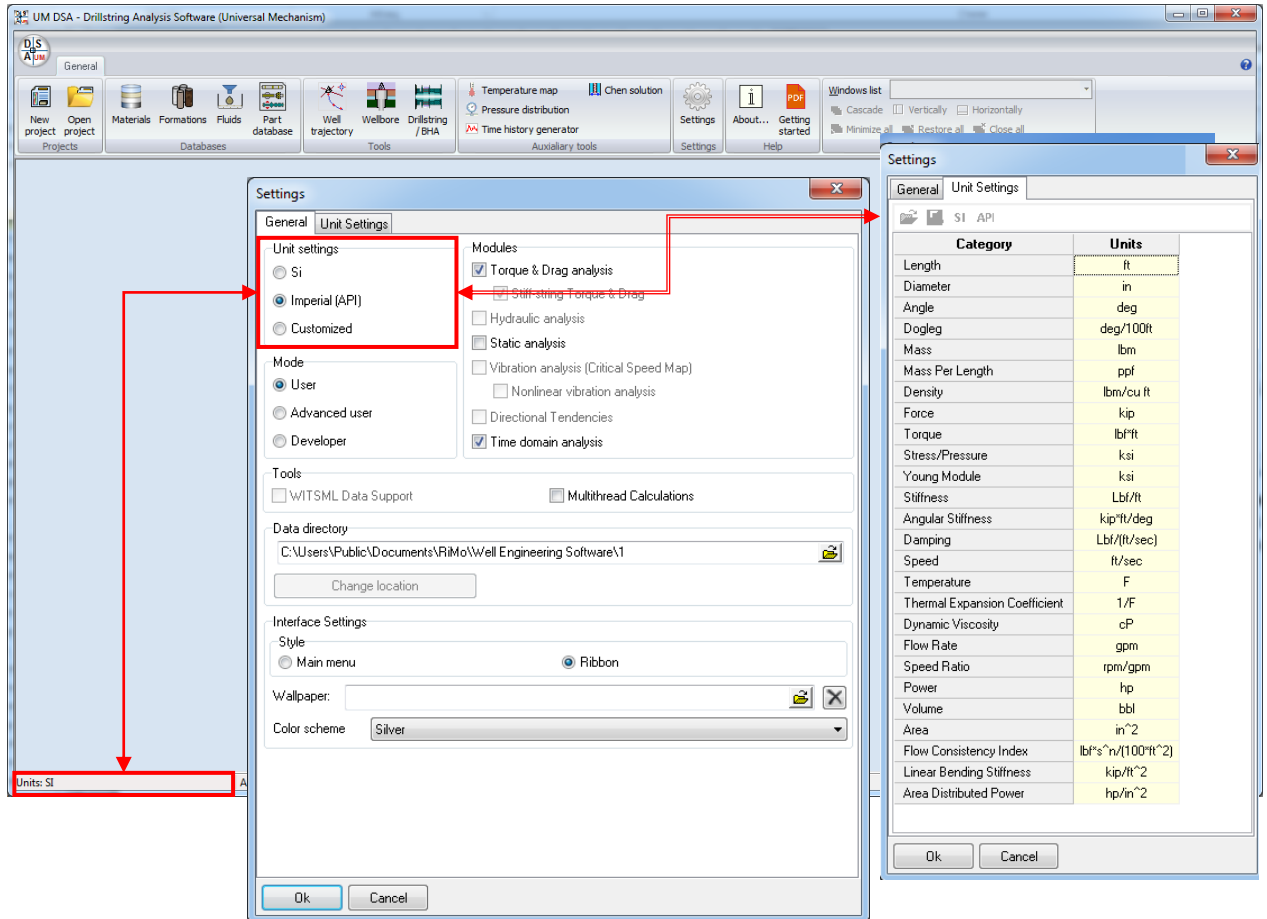 UM DSA - Drillstring Analysis Software (Universal Mechanism)
D S
A UM
General
New project
Open project
Projects
Materials
Formations
Fluids
Part database
Databases
Well trajectory
Wellbore
Drillstring / BHA
Tools
Temperature map
Chen solution
Pressure distribution
Time history generator
Auxialiary tools
Settings
Settings
About...
PDF
Getting started
Help
Windows list
Cascade
Vertically
Horizontally
Minimize all
Restore all
Close all
Units: SI
A
Settings
General
Unit Settings
Unit settings
Si
Imperial (API)
Customized
Mode
User
Advanced user
Developer
Modules
Torque & Drag analysis
Stiff-string Torque & Drag
Hydraulic analysis
Static analysis
Vibration analysis (Critical Speed Map)
Nonlinear vibration analysis
Directional Tendencies
Time domain analysis
Tools
WITSML Data Support
Multithread Calculations
Data directory
C:\Users\Public\Documents\RiMo\Well Engineering Software\1
Change location
Interface Settings
Style
Main menu
Ribbon
Wallpaper:
Color scheme
Silver
Ok
Cancel
Settings
General
Unit Settings
SI API
Category Units
Length ft
Diameter in
Angle deg
Dogleg deg/100ft
Mass lbm
Mass Per Length ppf
Density lbm/cu ft
Force kip
Torque lbf*ft
Stress/Pressure ksi
Young Module ksi
Stiffness Lbf/ft
Angular Stiffness kip*ft/deg
Damping Lbf/(ft/sec)
Speed ft/sec
Temperature F
Thermal Expansion Coefficient 1/F
Dynamic Viscosity cP
Flow Rate gpm
Speed Ratio rpm/gpm
Power hp
Volume bbl
Area in^2
Flow Consistency Index lbf*s^n/(100*ft^2)
Linear Bending Stiffness kip/ft^2
Area Distributed Power hp/in^2
Ok
Cancel